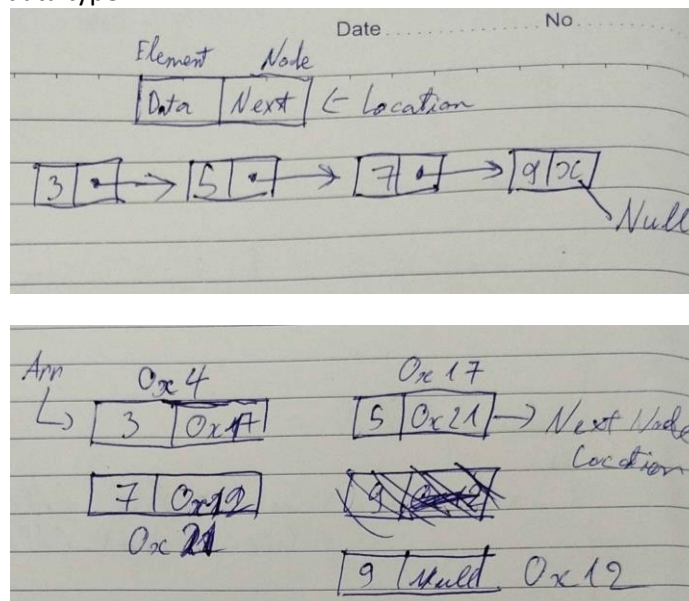 Date No
Element Node
Data Next ← Location
3 5 7 9 x
Null
Arr 0x4 0x17
3 0x17 5 0x21 → Next Node
Location
7 0x12 9
0x21
9 Null 0x12